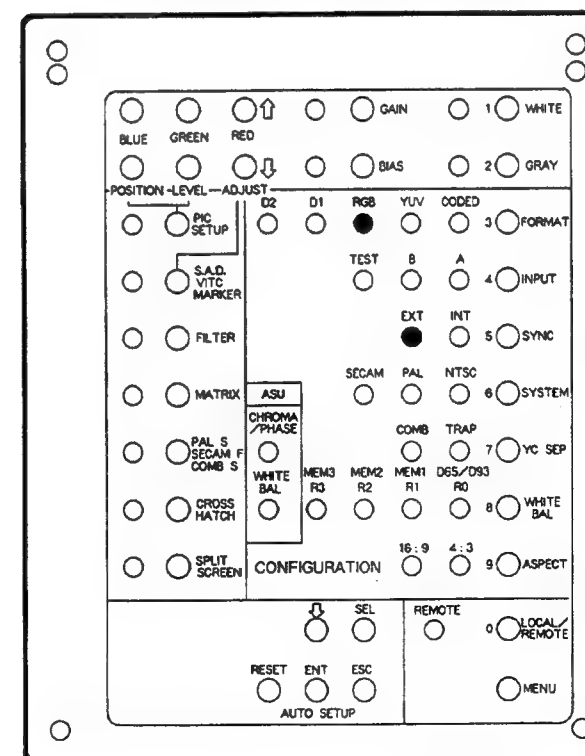 GAIN 1 WHITE
BLUE GREEN RED
BIAS 2 GRAY
POSITION LEVEL ADJUST
D2 D1 RGB YUV CODED
PIC SETUP 3 FORMAT
TEST B A
S.A.D. VITC MARKER 4 INPUT
EXT INT
FILTER 5 SYNC
SECAM PAL NTSC
MATRIX ASU 6 SYSTEM
CHROMA /PHASE
COMB TRAP
PAL S SECAM F COMB S 7 YC SEP
WHITE BAL MEM3 R3 MEM2 R2 MEM1 R1 D65/D93 R0
CROSS HATCH 8 WHITE BAL
16:9 4:3
SPLIT SCREEN CONFIGURATION 9 ASPECT
SEL REMOTE
0 LOCAL/REMOTE
RESET ENT ESC
MENU
AUTO SETUP